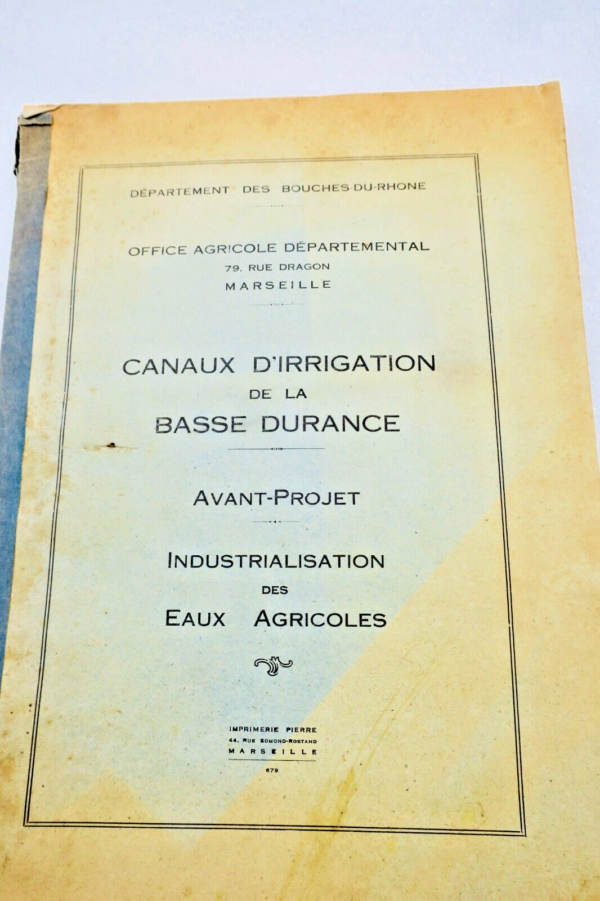 DÉPARTEMENT DES BOUCHES-DU-RHONE
OFFICE AGRICOLE DÉPARTEMENTAL
79, RUE DRAGON
MARSEILLE
CANAUX D'IRRIGATION
DE LA
BASSE DURANCE
AVANT-PROJET
INDUSTRIALISATION
DES
EAUX AGRICOLES
IMPRIMERIE PIERRE
44, RUE EDMOND-ROSTAND
MARSEILLE
679